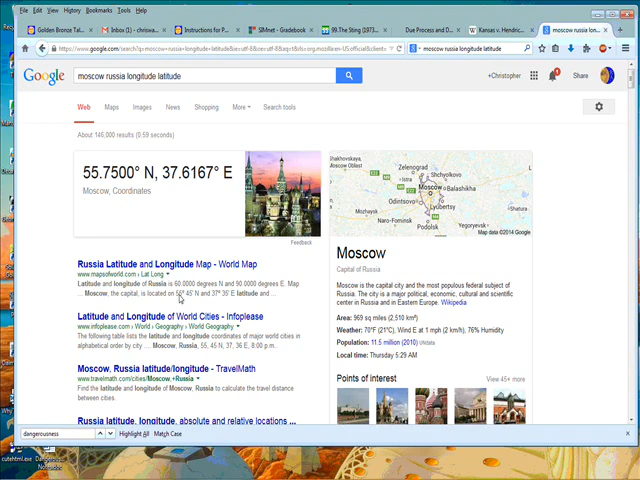 File Edit View History Bookmarks Tools Help
Golden Bronze Tal...
Inbox (1) - chriswa...
Instructions for P...
SIMnet - Gradebook
99.The Sting (1973...
Due Process and D...
Kansas v. Hendric...
moscow russia longitud...
moscow russia longitude latitude
Google
moscow russia longitude latitude
+Christopher
Share
Web Maps Images News Shopping More Search tools
About 146,000 results (0.59 seconds)
55.7500° N, 37.6167° E
Moscow, Coordinates
Feedback
Russia Latitude and Longitude Map - World Map
www.mapsofworld.com › Lat Long
Latitude and longitude of Russia is 60.0000 degrees N and 90.0000 degrees E. Map
... Moscow, the capital, is located on 55° 45' N and 37° 35' E latitude and ...
Latitude and Longitude of World Cities - Infoplease
www.infoplease.com › World › Geography › World Geography
The following table lists the latitude and longitude coordinates of major world cities in
alphabetical order by city ..... Moscow, Russia, 55, 45 N, 37, 36 E, 8:00 p.m..
Moscow, Russia latitude/longitude - TravelMath
www.travelmath.com/cities/Moscow,+Russia
Find the latitude and longitude of Moscow, Russia to calculate the travel distance
between cities.
Russia latitude, longitude, absolute and relative locations ...
Khashavskaya,
Moscow Oblast
Zelenograd
Shchyolkovo
Istra
Moscow
Balashikha
Odintsovo
Lyubertsy
Mozhaysk
Podolsk
Shatura
Naro-Fominsk
Yegoryevsk
Map data ©2014 Google
Moscow
Capital of Russia
Moscow is the capital city and the most populous federal subject of
Russia. The city is a major political, economic, cultural and scientific
center in Russia and in Eastern Europe. Wikipedia
Area: 969 sq miles (2,510 km²)
Weather: 70°F (21°C), Wind E at 1 mph (2 km/h), 76% Humidity
Population: 11.5 million (2010) UNdata
Local time: Thursday 5:29 AM
Points of interest
View 45+ more
dangerousness
Highlight All Match Case
cutehtml.exe
Dangerous...